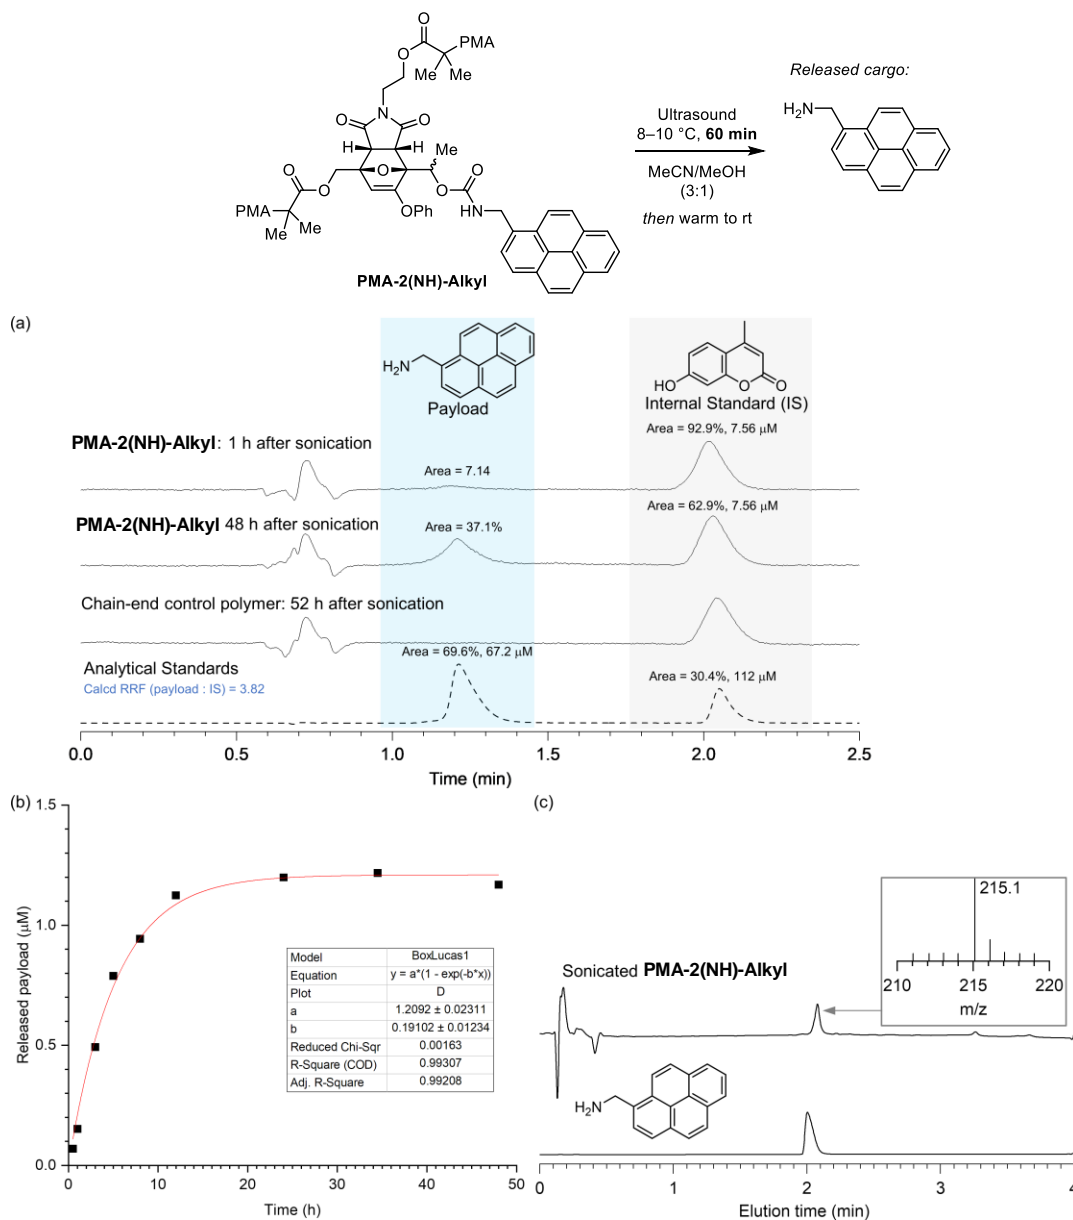 PMA
O
O
Me
Me
N
O
O
H
H
Me
O
O
O
O
O
PMA
OPh
N
H
Me
Me
PMA-2(NH)-Alkyl
Ultrasound
8–10 °C, 60 min
MeCN/MeOH
(3:1)
then warm to rt
Released cargo:
H2N
(a)
H2N
Payload
HO
O
O
Internal Standard (IS)
PMA-2(NH)-Alkyl: 1 h after sonication
Area = 7.14
Area = 92.9%, 7.56 μM
PMA-2(NH)-Alkyl 48 h after sonication
Area = 37.1%
Area = 62.9%, 7.56 μM
Chain-end control polymer: 52 h after sonication
Analytical Standards
Calcd RRF (payload : IS) = 3.82
Area = 69.6%, 67.2 μM
Area = 30.4%, 112 μM
0.0 0.5 1.0 1.5 2.0 2.5
Time (min)
(b)
Released payload (μM)
1.5
1.0
0.5
0.0
Model BoxLucas1
Equation y = a*(1 - exp(-b*x))
Plot D
a 1.2092 ± 0.02311
b 0.19102 ± 0.01234
Reduced Chi-Sqr 0.00163
R-Square (COD) 0.99307
Adj. R-Square 0.99208
0 10 20 30 40 50
Time (h)
(c)
215.1
210 215 220
m/z
Sonicated PMA-2(NH)-Alkyl
H2N
0 1 2 3 4
Elution time (min)